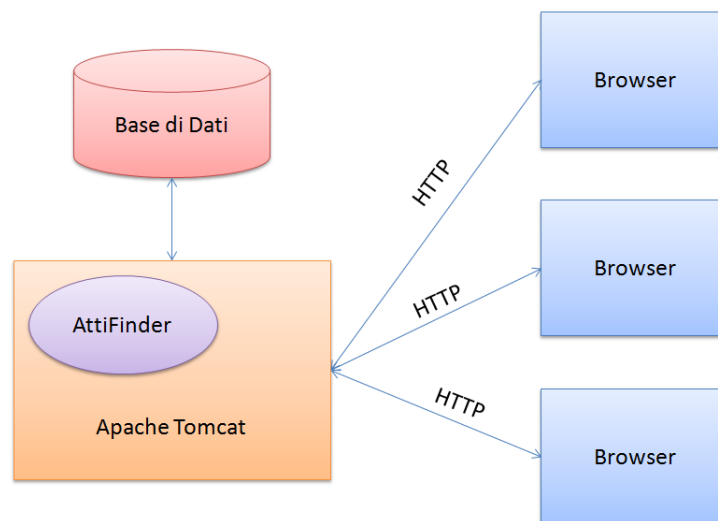 Browser
Base di Dati
HTTP
Browser
HTTP
AttiFinder
HTTP
Apache Tomcat
Browser